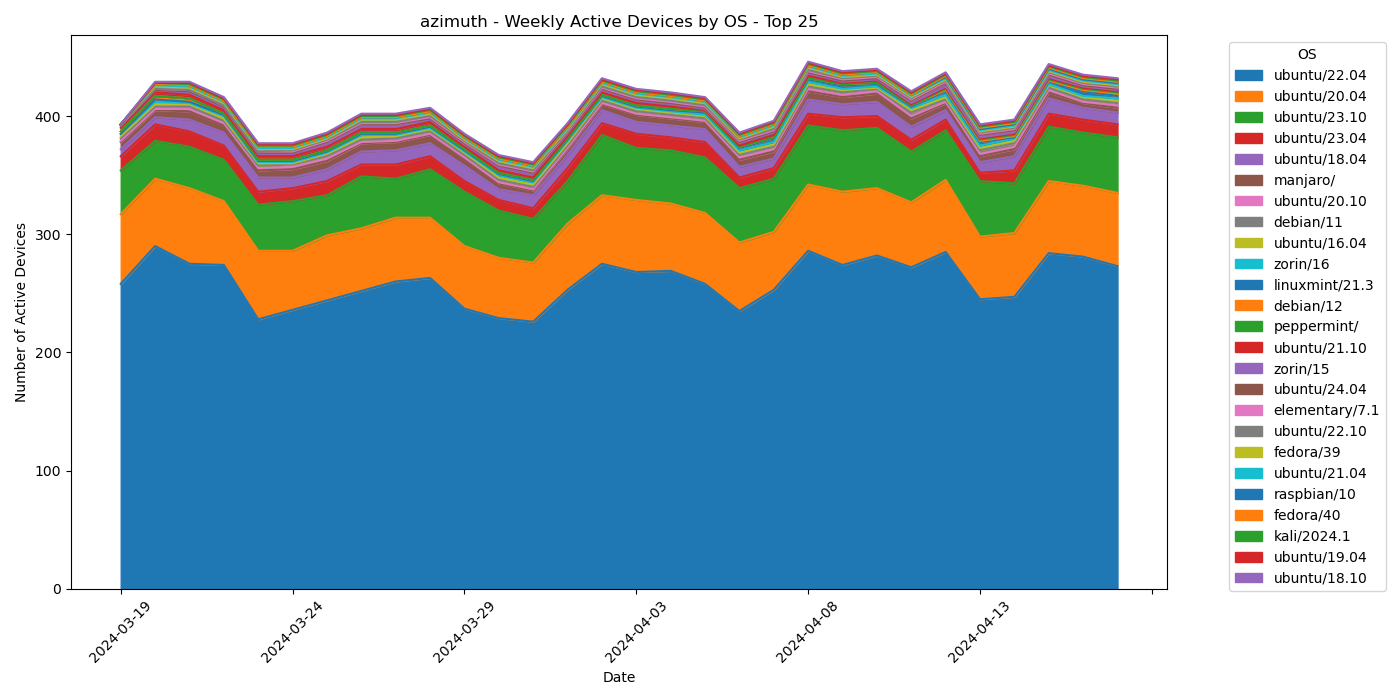 azimuth - Weekly Active Devices by OS - Top 25
Number of Active Devices
400
300
200
100
0
2024-03-19
2024-03-24
2024-03-29
2024-04-03
2024-04-08
2024-04-13
Date
OS
ubuntu/22.04
ubuntu/20.04
ubuntu/23.10
ubuntu/23.04
ubuntu/18.04
manjaro/
ubuntu/20.10
debian/11
ubuntu/16.04
zorin/16
linuxmint/21.3
debian/12
peppermint/
ubuntu/21.10
zorin/15
ubuntu/24.04
elementary/7.1
ubuntu/22.10
fedora/39
ubuntu/21.04
raspbian/10
fedora/40
kali/2024.1
ubuntu/19.04
ubuntu/18.10